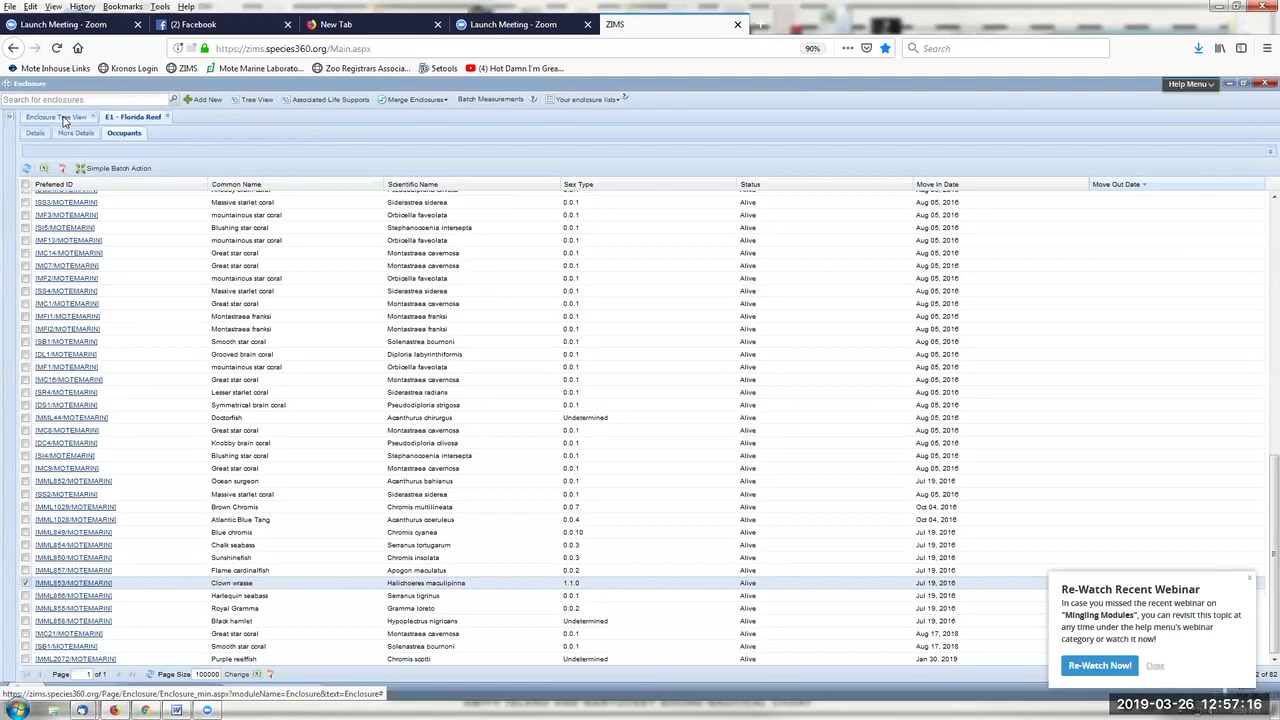 File Edit View History Bookmarks Tools Help
Launch Meeting - Zoom (2) Facebook New Tab Launch Meeting - Zoom ZIMS
https://zims.species360.org/Main.aspx 90% Search
Mote Inhouse Links Kronos Login ZIMS Mote Marine Laborato... Zoo Registrars Associa... 5etools (4) Hot Damn I'm Grea...
Enclosure Help Menu
Search for enclosures Add New Tree View Associated Life Supports Merge Enclosures Batch Measurements ? Your enclosure lists ?
Enclosure Tree View E1 - Florida Reef
Details More Details Occupants
Simple Batch Action
Preferred ID Common Name Scientific Name Sex Type Status Move In Date Move Out Date
[SS3/MOTEMARIN] Massive starlet coral Siderastrea siderea 0.0.1 Alive Aug 05, 2016
[MF3/MOTEMARIN] mountainous star coral Orbicella faveolata 0.0.1 Alive Aug 05, 2016
[SI5/MOTEMARIN] Blushing star coral Stephanocoenia intersepta 0.0.1 Alive Aug 05, 2016
[MF13/MOTEMARIN] mountainous star coral Orbicella faveolata 0.0.1 Alive Aug 05, 2016
[MC14/MOTEMARIN] Great star coral Montastraea cavernosa 0.0.1 Alive Aug 05, 2016
[MC7/MOTEMARIN] Great star coral Montastraea cavernosa 0.0.1 Alive Aug 05, 2016
[MF2/MOTEMARIN] mountainous star coral Orbicella faveolata 0.0.1 Alive Aug 05, 2016
[SS4/MOTEMARIN] Massive starlet coral Siderastrea siderea 0.0.1 Alive Aug 05, 2016
[MC1/MOTEMARIN] Great star coral Montastraea cavernosa 0.0.1 Alive Aug 05, 2016
[MFI1/MOTEMARIN] Montastraea franksi Montastraea franksi 0.0.1 Alive Aug 05, 2016
[MFI2/MOTEMARIN] Montastraea franksi Montastraea franksi 0.0.1 Alive Aug 05, 2016
[SB1/MOTEMARIN] Smooth star coral Solenastrea bournoni 0.0.1 Alive Aug 05, 2016
[DL1/MOTEMARIN] Grooved brain coral Diploria labyrinthiformis 0.0.1 Alive Aug 05, 2016
[MF1/MOTEMARIN] mountainous star coral Orbicella faveolata 0.0.1 Alive Aug 05, 2016
[MC16/MOTEMARIN] Great star coral Montastraea cavernosa 0.0.1 Alive Aug 05, 2016
[SR4/MOTEMARIN] Lesser starlet coral Siderastrea radians 0.0.1 Alive Aug 05, 2016
[DS1/MOTEMARIN] Symmetrical brain coral Pseudodiploria strigosa 0.0.1 Alive Aug 05, 2016
[MML44/MOTEMARIN] Doctorfish Acanthurus chirurgus Undetermined Alive Aug 05, 2016
[MC8/MOTEMARIN] Great star coral Montastraea cavernosa 0.0.1 Alive Aug 05, 2016
[DC4/MOTEMARIN] Knobby brain coral Pseudodiploria clivosa 0.0.1 Alive Aug 05, 2016
[SI4/MOTEMARIN] Blushing star coral Stephanocoenia intersepta 0.0.1 Alive Aug 05, 2016
[MC9/MOTEMARIN] Great star coral Montastraea cavernosa 0.0.1 Alive Aug 05, 2016
[MML852/MOTEMARIN] Ocean surgeon Acanthurus bahianus 0.0.1 Alive Jul 19, 2016
[SS2/MOTEMARIN] Massive starlet coral Siderastrea siderea 0.0.1 Alive Aug 05, 2016
[MML1029/MOTEMARIN] Brown Chromis Chromis multilineata 0.0.7 Alive Oct 04, 2016
[MML1028/MOTEMARIN] Atlantic Blue Tang Acanthurus coeruleus 0.0.4 Alive Oct 04, 2016
[MML849/MOTEMARIN] Blue chromis Chromis cyanea 0.0.10 Alive Jul 19, 2016
[MML854/MOTEMARIN] Chalk seabass Serranus tortugarum 0.0.3 Alive Jul 19, 2016
[MML850/MOTEMARIN] Sunshinefish Chromis insolata 0.0.3 Alive Jul 19, 2016
[MML857/MOTEMARIN] Flame cardinalfish Apogon maculatus 0.0.2 Alive Jul 19, 2016
[MML853/MOTEMARIN] Clown wrasse Halichoeres maculipinna 1.1.0 Alive Jul 19, 2016
[MML856/MOTEMARIN] Harlequin seabass Serranus tigrinus 0.0.1 Alive Jul 19, 2016
[MML855/MOTEMARIN] Royal Gramma Gramma loreto 0.0.2 Alive Jul 19, 2016
[MML858/MOTEMARIN] Black hamlet Hypoplectrus nigricans Undetermined Alive Jul 19, 2016
[MC21/MOTEMARIN] Great star coral Montastraea cavernosa 0.0.1 Alive Aug 17, 2018
[SB1/MOTEMARIN] Smooth star coral Solenastrea bournoni 0.0.1 Alive Aug 17, 2018
[MML2072/MOTEMARIN] Purple reeffish Chromis scotti Undetermined Alive Jan 30, 2019
Re-Watch Recent Webinar
In case you missed the recent webinar on
"Mingling Modules", you can revisit this topic at
any time under the help menu's webinar
category or watch it now!
Re-Watch Now! Close
Page 1 of 1 Page Size 100000 Change of 82
https://zims.species360.org/Page/Enclosure/Enclosure_min.aspx?moduleName=Enclosure&text=Enclosure#
2019-03-26 12:57:16